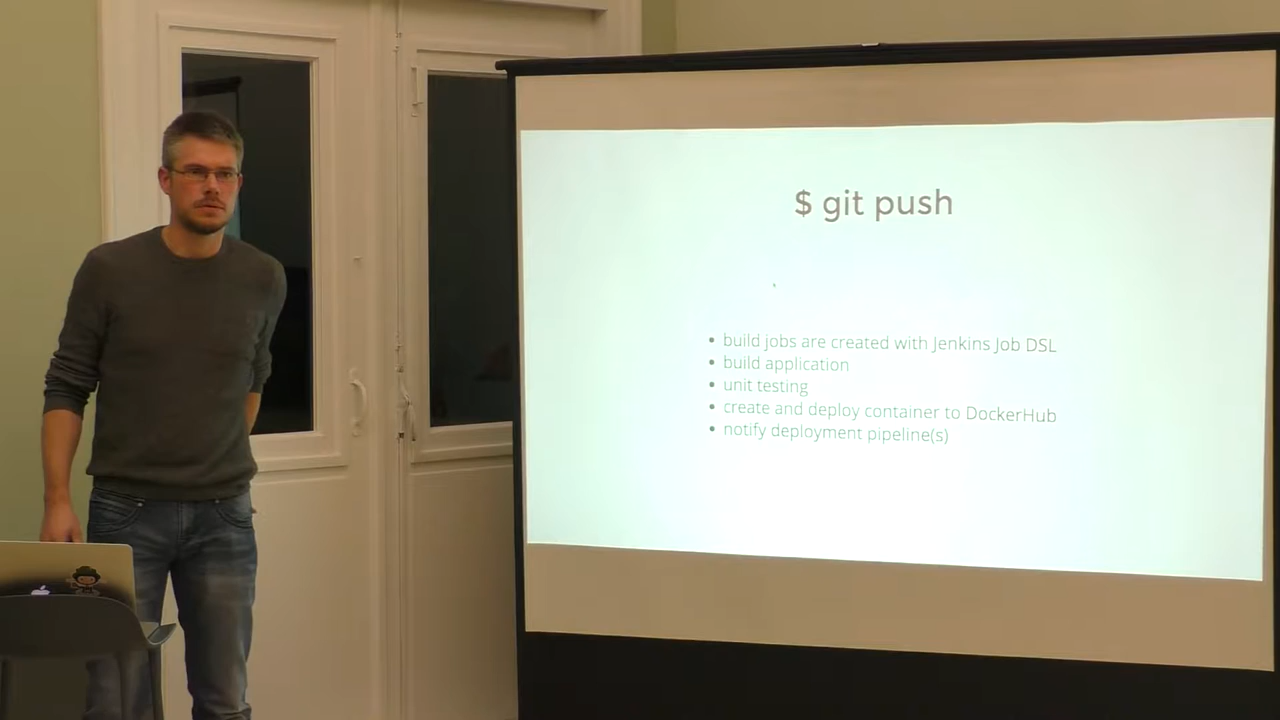 $ git push
• build jobs are created with Jenkins Job DSL
• build application
• unit testing
• create and deploy container to DockerHub
• notify deployment pipeline(s)